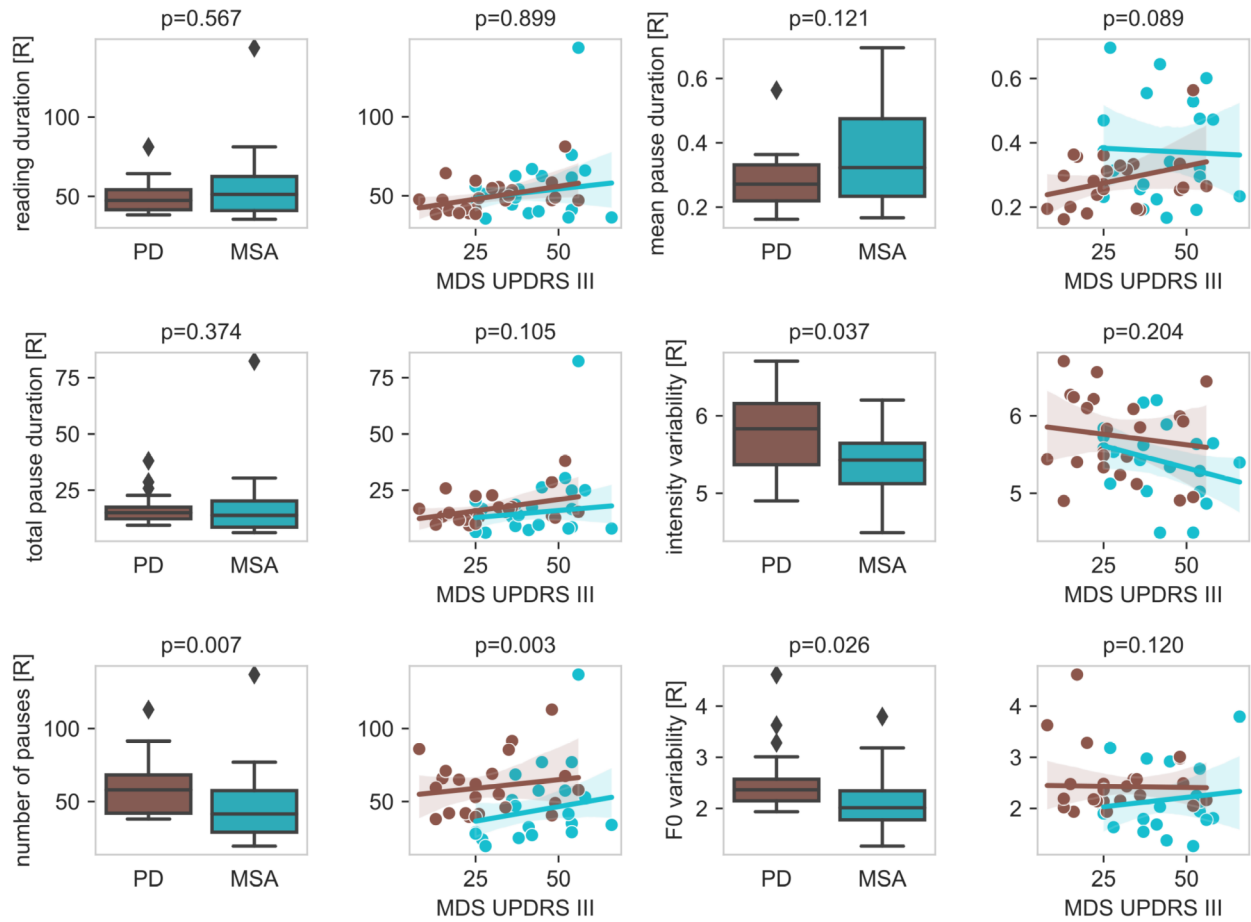 p=0.567
p=0.899
p=0.121
p=0.089
reading duration [R]
100
50
PD
MSA
100
50
25
50
MDS UPDRS III
mean pause duration [R]
0.6
0.4
0.2
PD
MSA
0.6
0.4
0.2
25
50
MDS UPDRS III
p=0.374
p=0.105
p=0.037
p=0.204
total pause duration [R]
75
50
25
PD
MSA
75
50
25
25
50
MDS UPDRS III
intensity variability [R]
6
5
PD
MSA
6
5
25
50
MDS UPDRS III
p=0.007
p=0.003
p=0.026
p=0.120
number of pauses [R]
100
50
PD
MSA
100
50
25
50
MDS UPDRS III
F0 variability [R]
4
3
2
PD
MSA
4
3
2
25
50
MDS UPDRS III